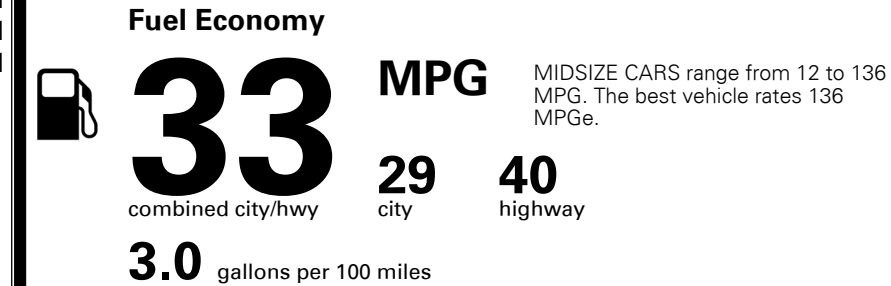 Fuel Economy
33 MPG
MIDSIZE CARS range from 12 to 136
MPG. The best vehicle rates 136
MPGe.
29 40
combined city/hwy city highway
3.0 gallons per 100 miles